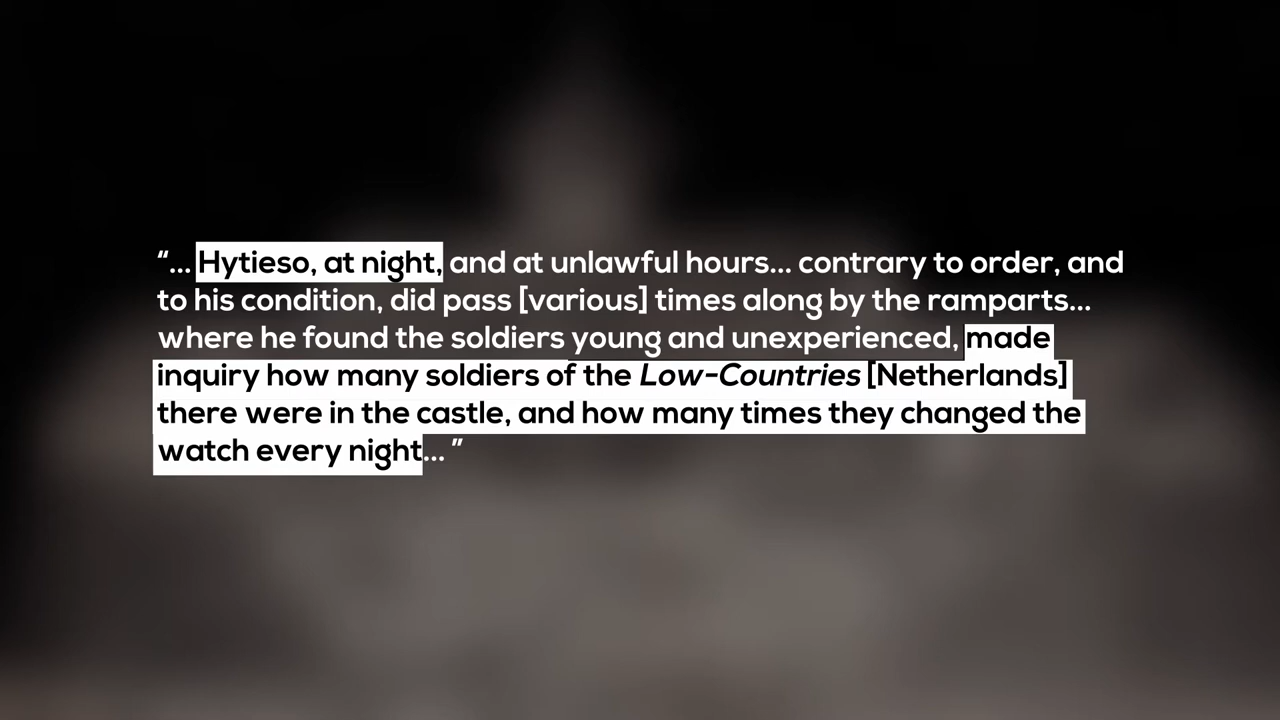 “... Hytieso, at night, and at unlawful hours... contrary to order, and
to his condition, did pass [various] times along by the ramparts...
where he found the soldiers young and unexperienced, made
inquiry how many soldiers of the Low-Countries [Netherlands]
there were in the castle, and how many times they changed the
watch every night... ”